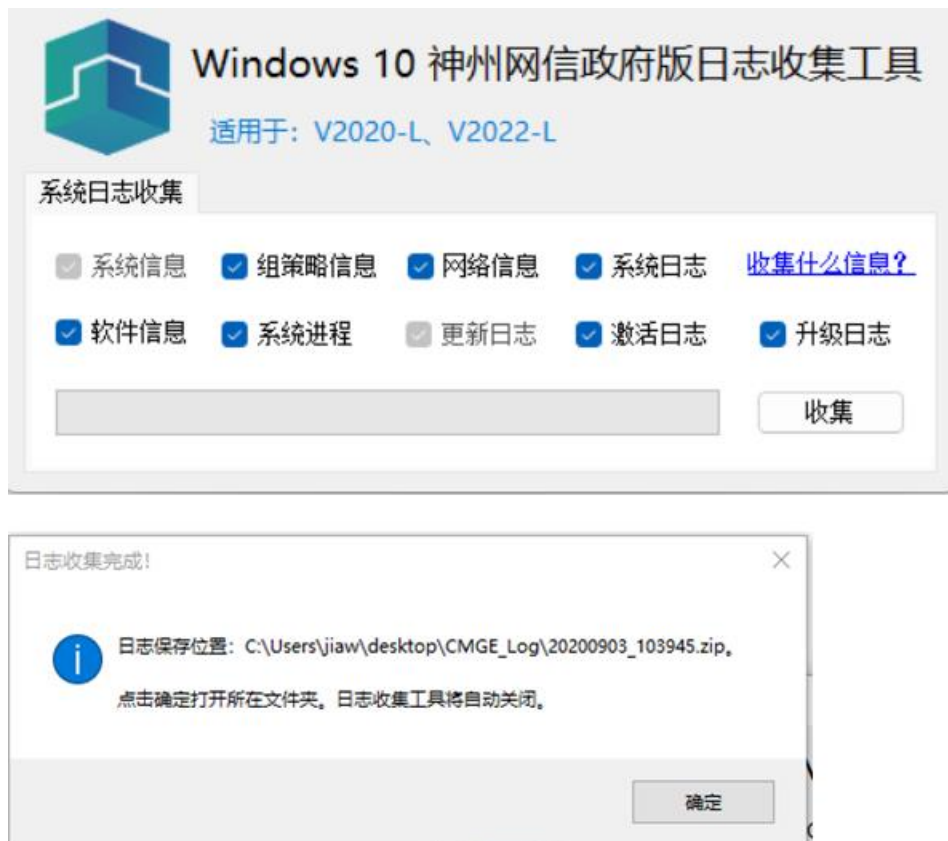 Windows 10 神州网信政府版日志收集工具
适用于：V2020-L、V2022-L
系统日志收集
系统信息 组策略信息 网络信息 系统日志 收集什么信息？
软件信息 系统进程 更新日志 激活日志 升级日志
收集
日志收集完成！
日志保存位置：C:\Users\jiaw\desktop\CMGE_Log\20200903_103945.zip。
点击确定打开所在文件夹。日志收集工具将自动关闭。
确定